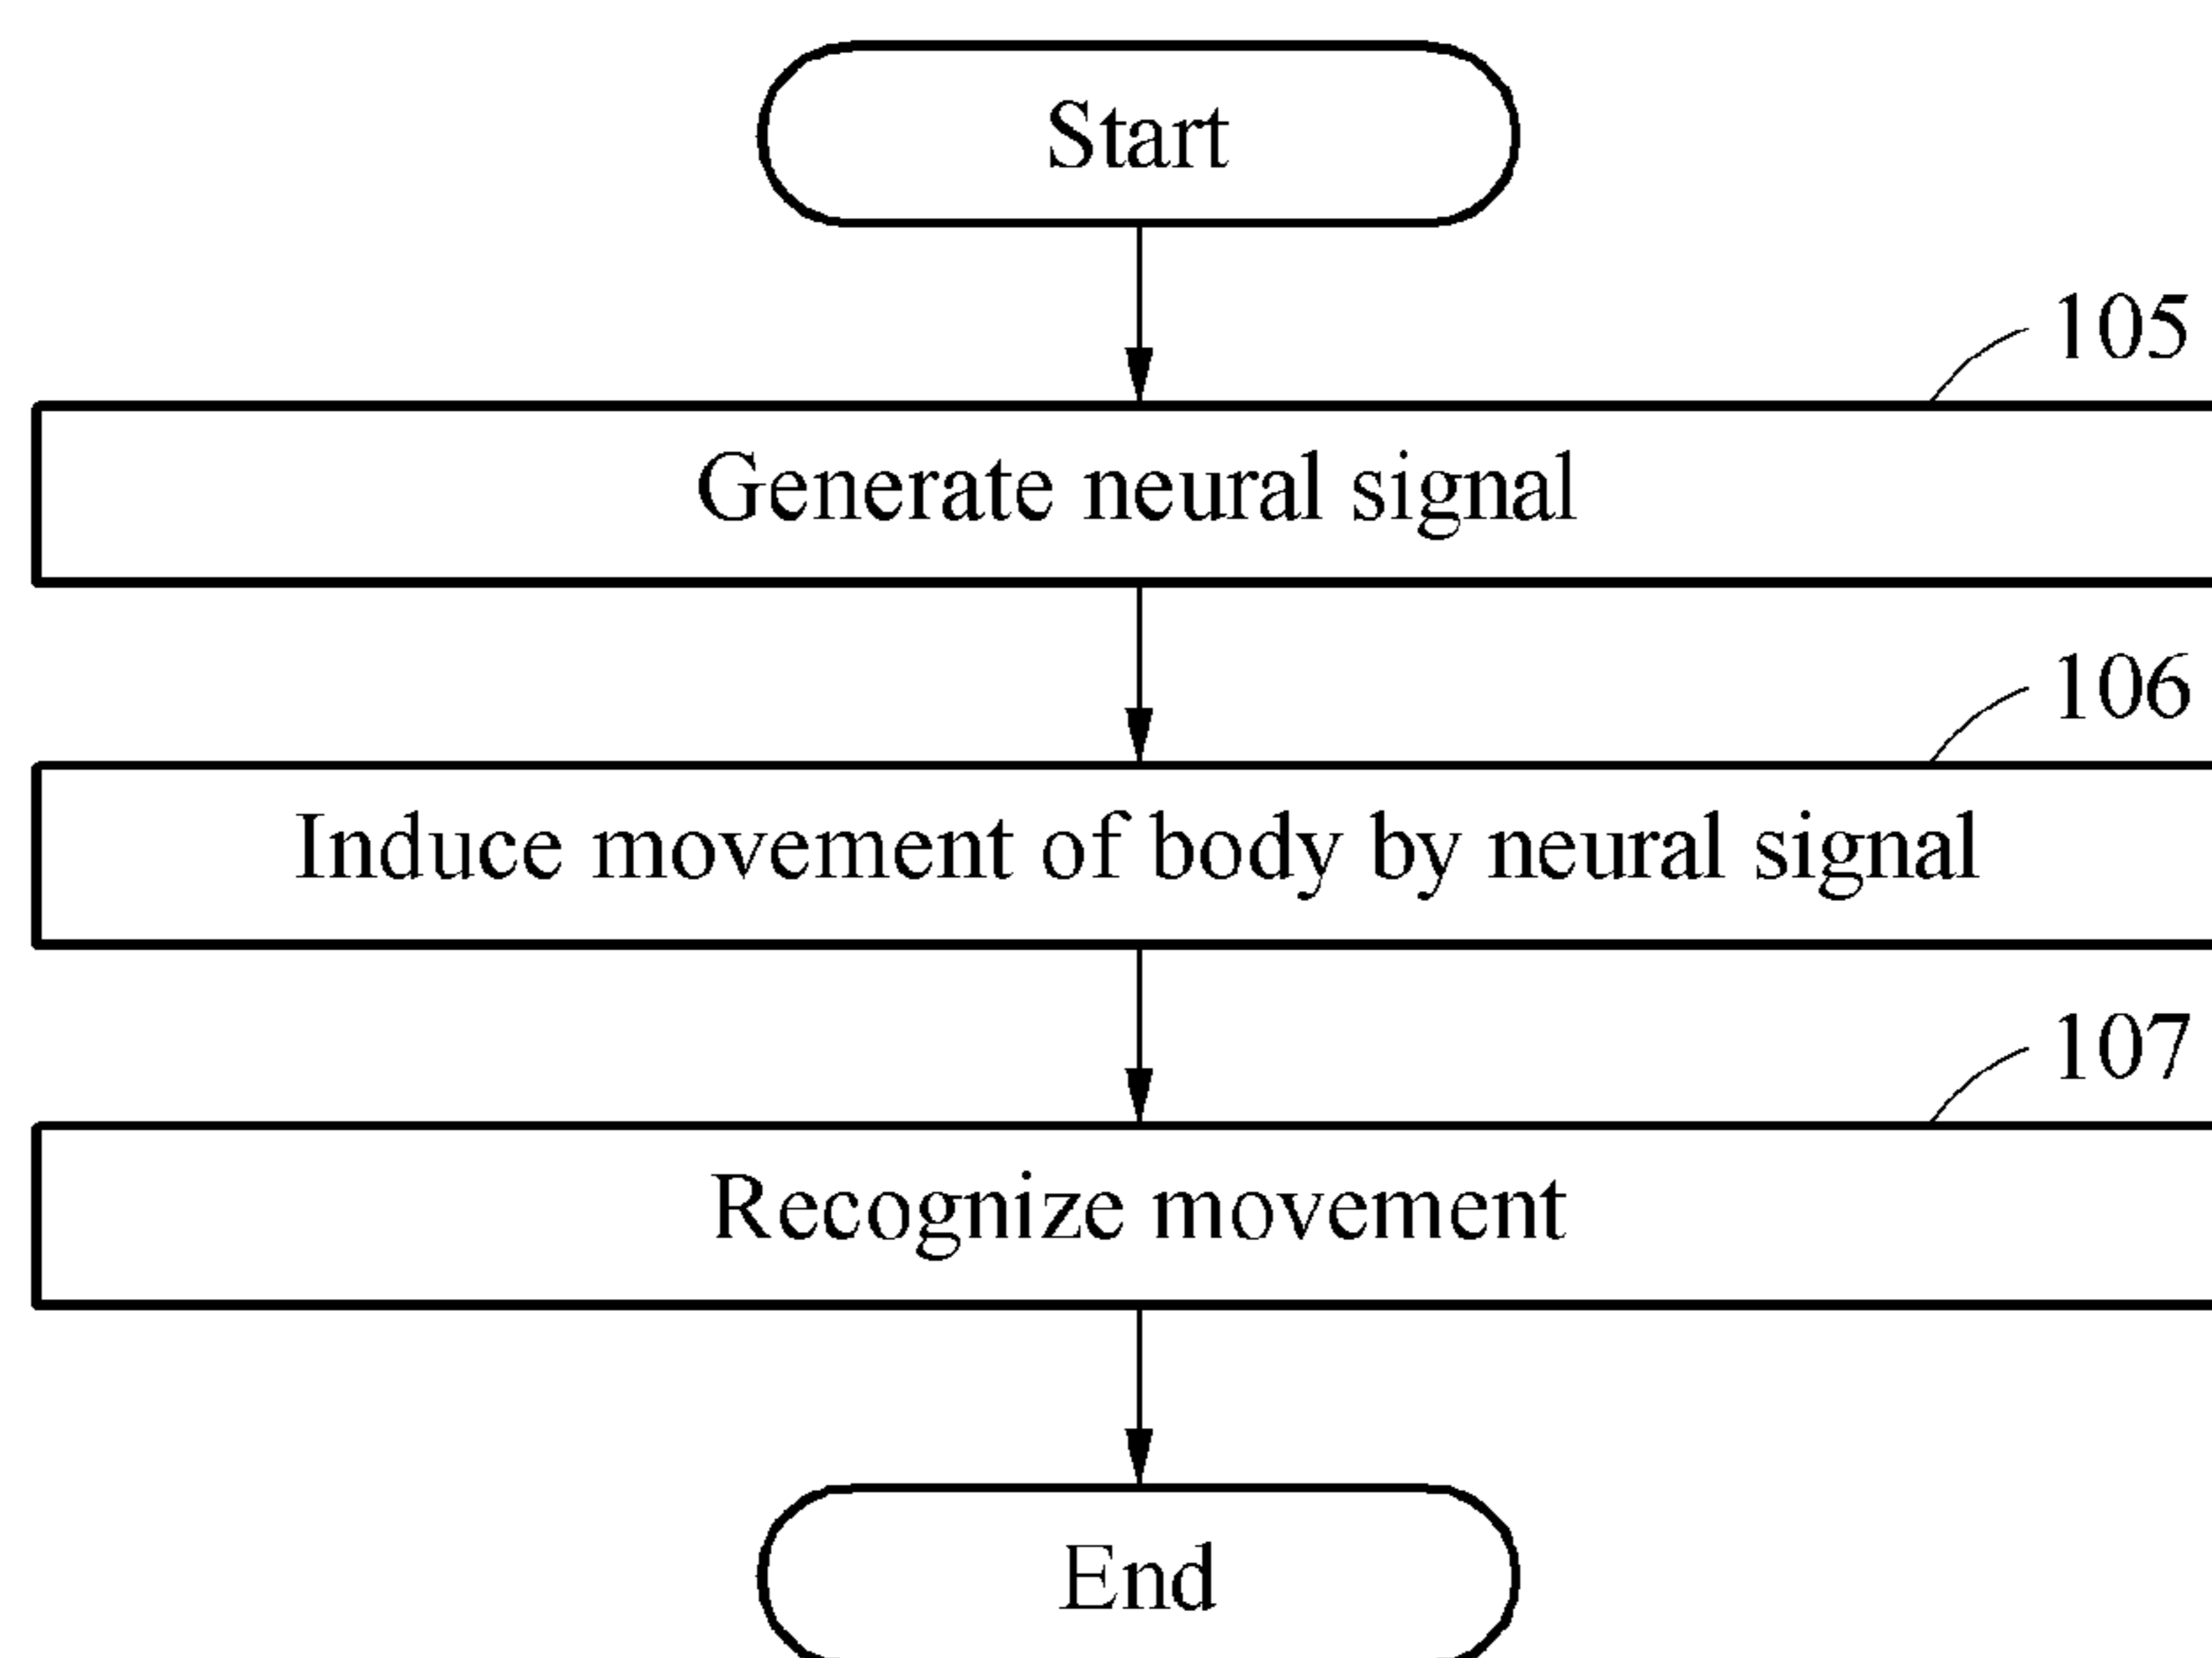 Start
105
Generate neural signal
106
Induce movement of body by neural signal
107
Recognize movement
End